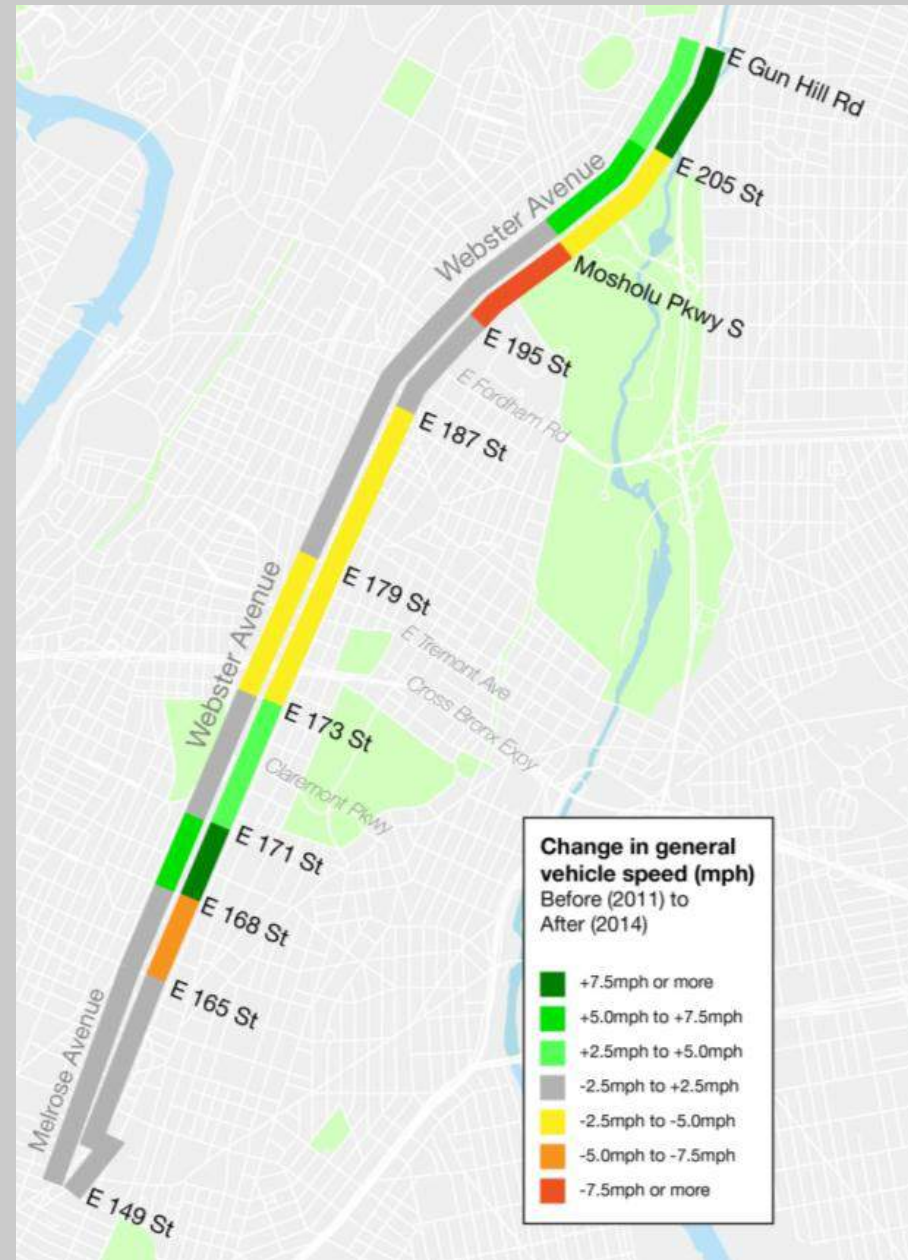 E Gun Hill Rd
E 205 St
Webster Avenue
Mosholu Pkwy S
E 195 St
E Fordham Rd
E 187 St
E 179 St
Webster Avenue
E Tremont Ave
Cross Bronx Expy
E 173 St
Claremont Pkwy
E 171 St
E 168 St
E 165 St
Melrose Avenue
E 149 St
Change in general
vehicle speed (mph)
Before (2011) to
After (2014)
+7.5mph or more
+5.0mph to +7.5mph
+2.5mph to +5.0mph
-2.5mph to +2.5mph
-2.5mph to -5.0mph
-5.0mph to -7.5mph
-7.5mph or more